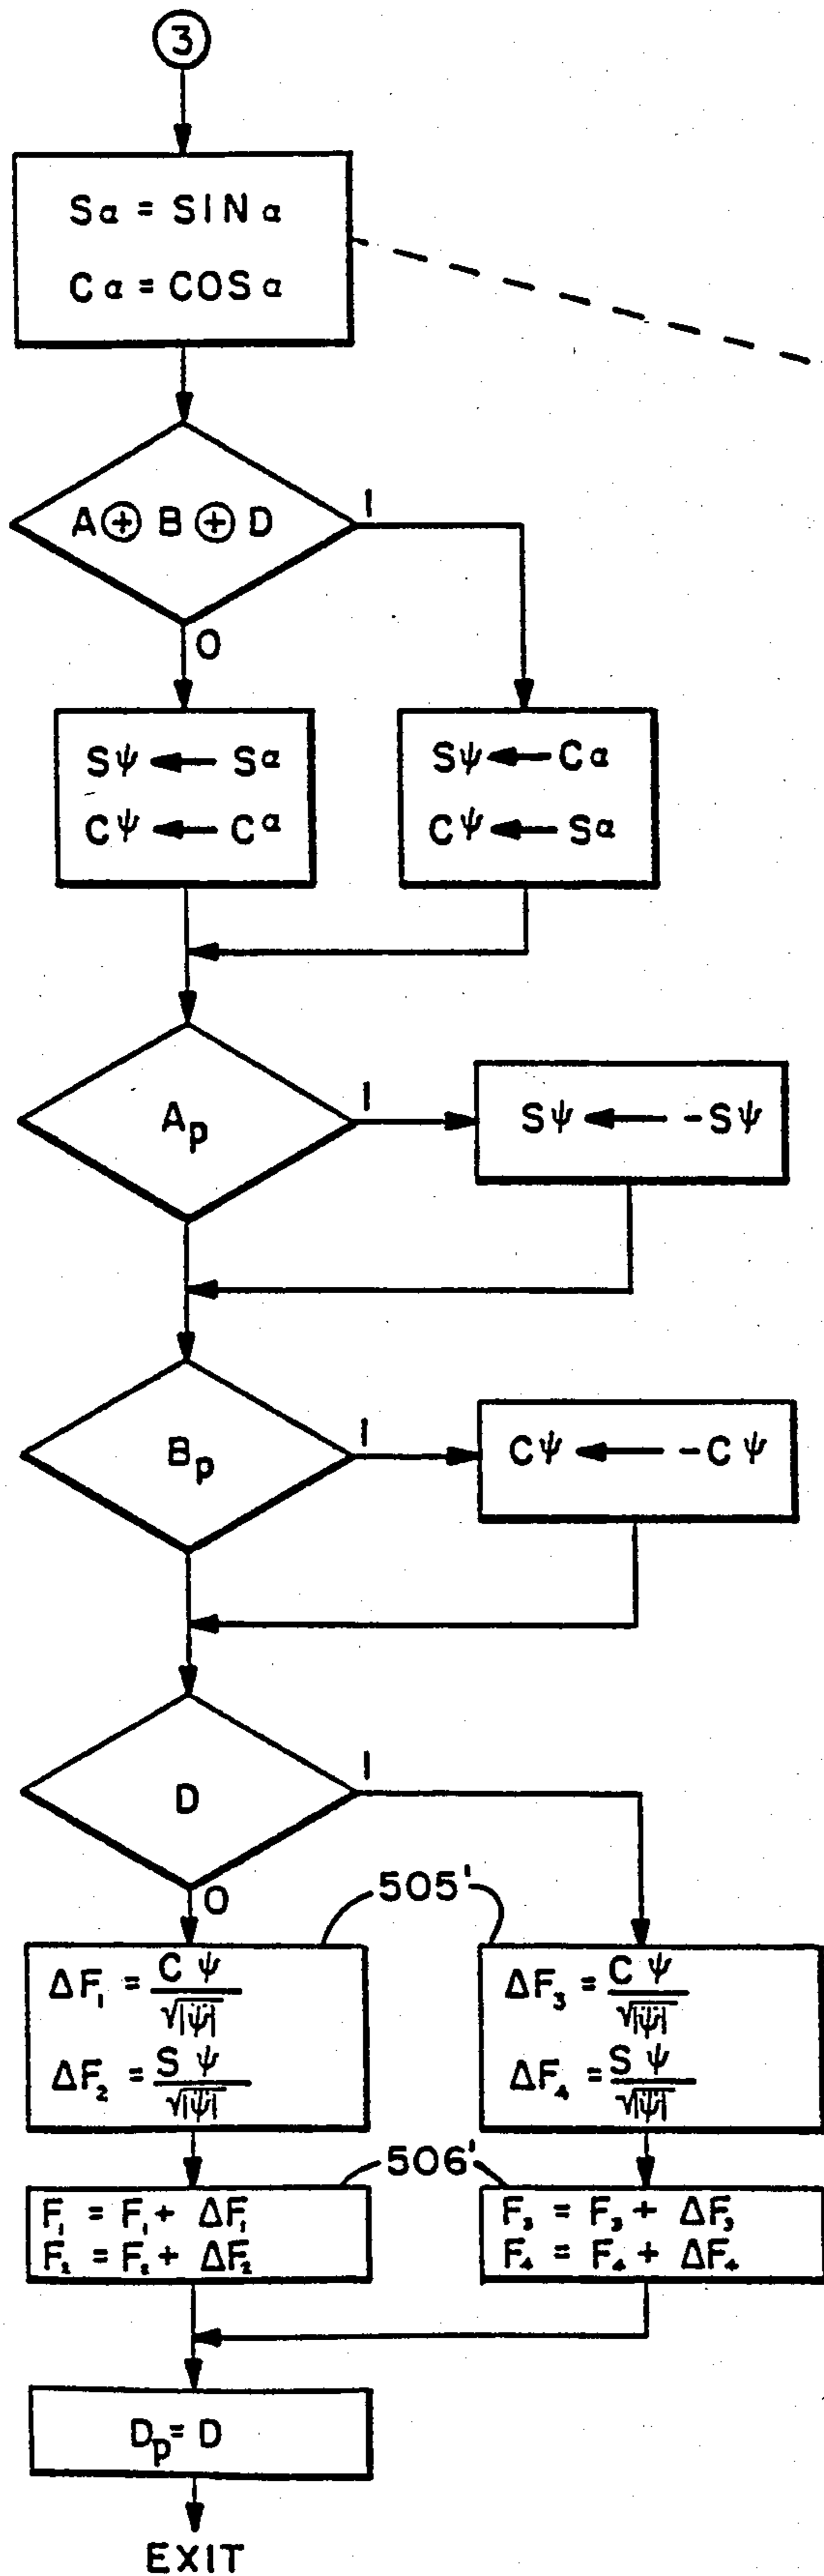 3
Sα = SIN α
Cα = COS α
A ⊕ B ⊕ D
1
0
Sψ ← Sα
Cψ ← Cα
Sψ ← Cα
Cψ ← Sα
Ap
1
Sψ ← -Sψ
Bp
1
Cψ ← -Cψ
D
1
0
505'
ΔF₁ = Cψ/√|ψ̈|
ΔF₂ = Sψ/√|ψ̈|
ΔF₃ = Cψ/√|ψ̈|
ΔF₄ = Sψ/√|ψ̈|
506'
F₁ = F₁ + ΔF₁
F₂ = F₂ + ΔF₂
F₃ = F₃ + ΔF₃
F₄ = F₄ + ΔF₄
Dp = D
EXIT